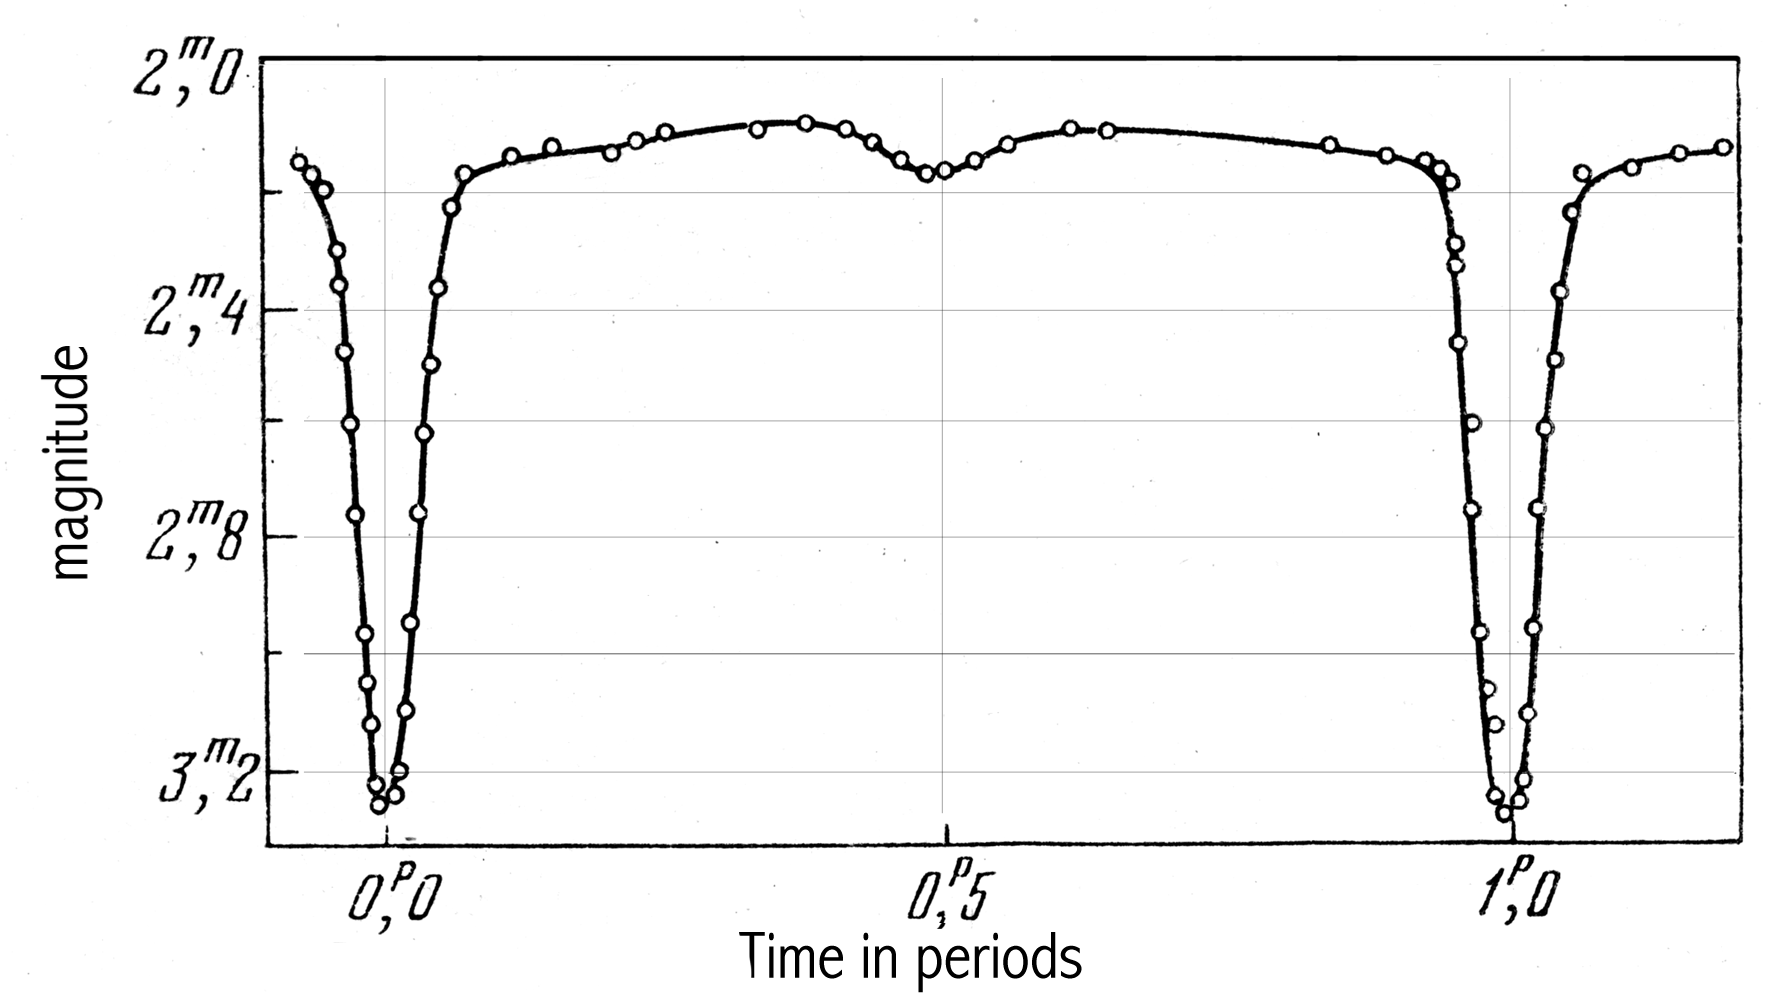 2,ᵐ0
2,ᵐ4
magnitude
2,ᵐ8
3,ᵐ2
0,ᵖ0
0,ᵖ5
1,ᵖ0
Time in periods